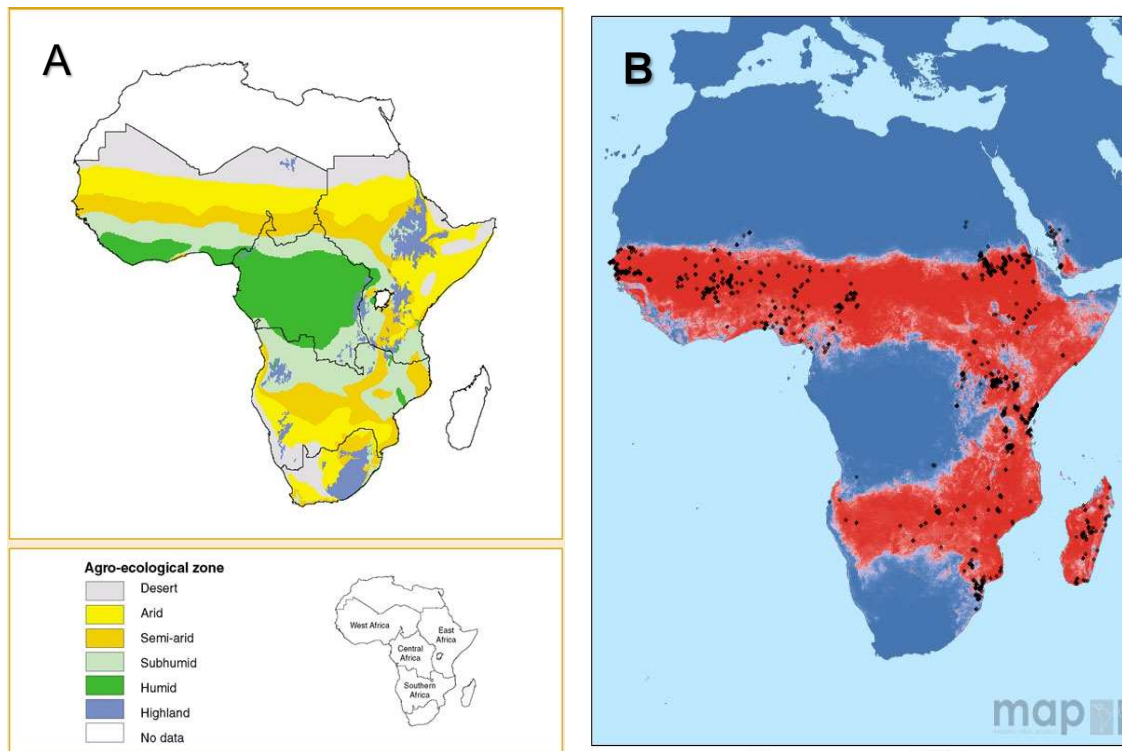 A
Agro-ecological zone
Desert
Arid
Semi-arid
Subhumid
Humid
Highland
No data
West Africa
East
Africa
Central
Africa
Southern
Africa
B
map